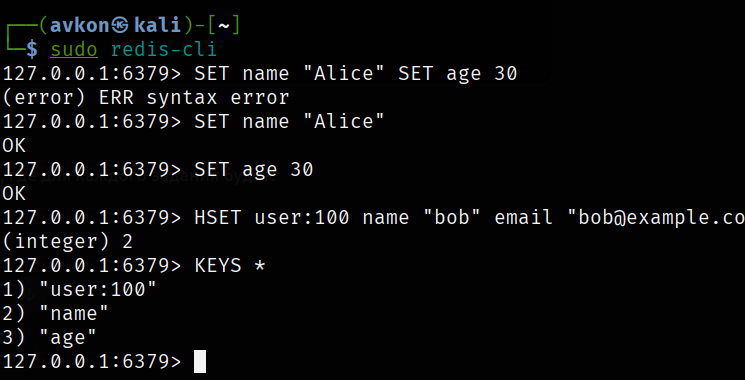 ┌──(avkon㉿kali)-[~]
└─$ sudo redis-cli
127.0.0.1:6379> SET name "Alice" SET age 30
(error) ERR syntax error
127.0.0.1:6379> SET name "Alice"
OK
127.0.0.1:6379> SET age 30
OK
127.0.0.1:6379> HSET user:100 name "bob" email "bob@example.co
(integer) 2
127.0.0.1:6379> KEYS *
1) "user:100"
2) "name"
3) "age"
127.0.0.1:6379>